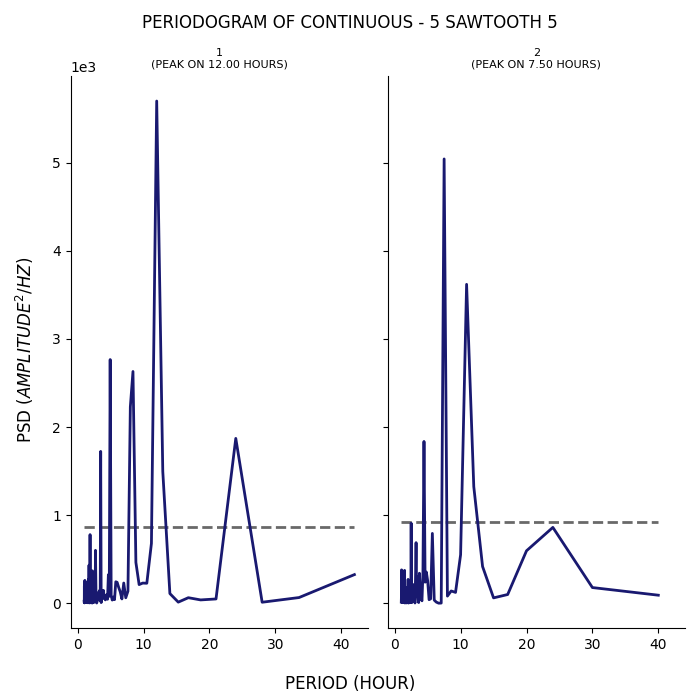 PERIODOGRAM OF CONTINUOUS - 5 SAWTOOTH 5
1
(PEAK ON 12.00 HOURS)
2
(PEAK ON 7.50 HOURS)
1e3
5
4
3
2
1
0
PSD (AMPLITUDE²/HZ)
0 10 20 30 40
0 10 20 30 40
PERIOD (HOUR)